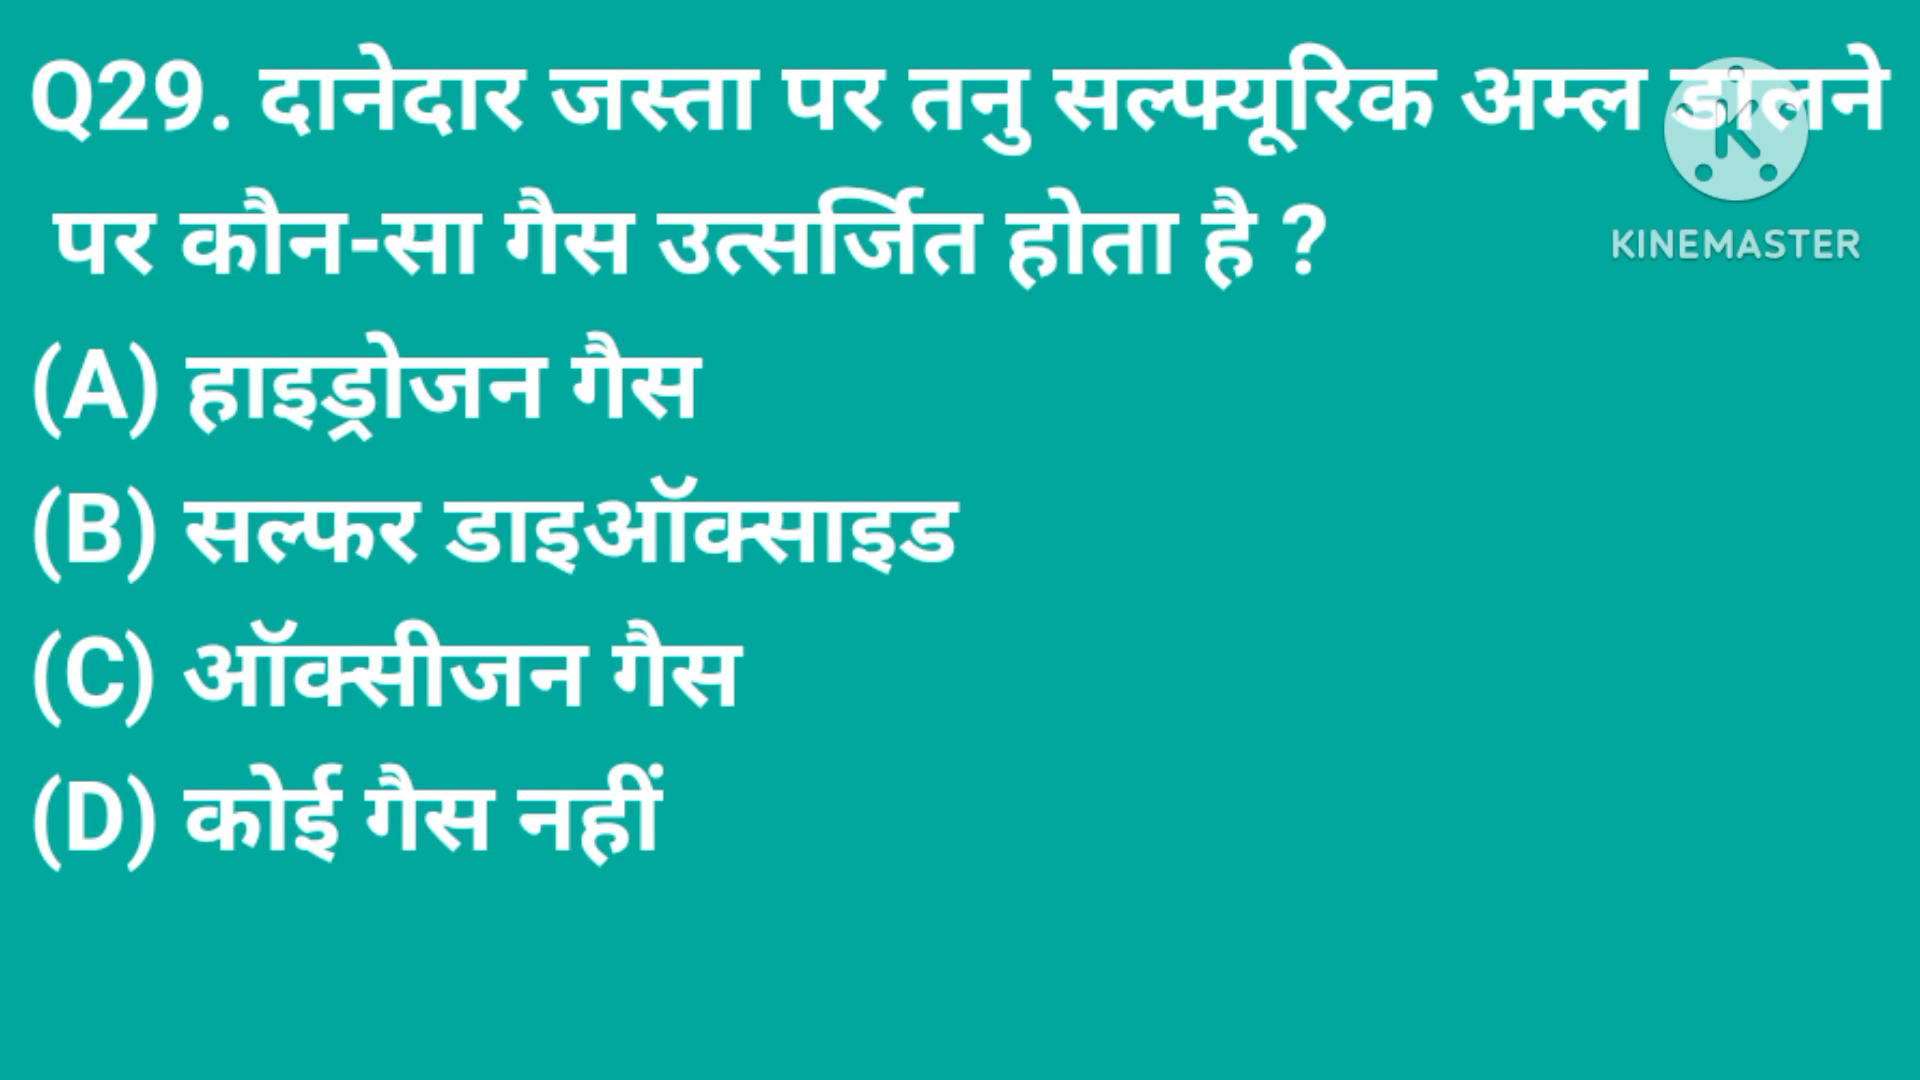 Q29. दानेदार जस्ता पर तनु सल्फ्यूरिक अम्ल डालने
पर कौन-सा गैस उत्सर्जित होता है ?
(A) हाइड्रोजन गैस
(B) सल्फर डाइऑक्साइड
(C) ऑक्सीजन गैस
(D) कोई गैस नहीं
K
KINEMASTER